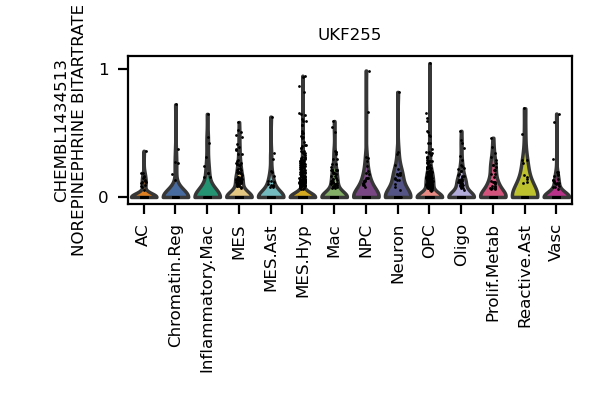 UKF255
CHEMBL1434513
NOREPINEPHRINE BITARTRATE
1
0
AC
Chromatin.Reg
Inflammatory.Mac
MES
MES.Ast
MES.Hyp
Mac
NPC
Neuron
OPC
Oligo
Prolif.Metab
Reactive.Ast
Vasc